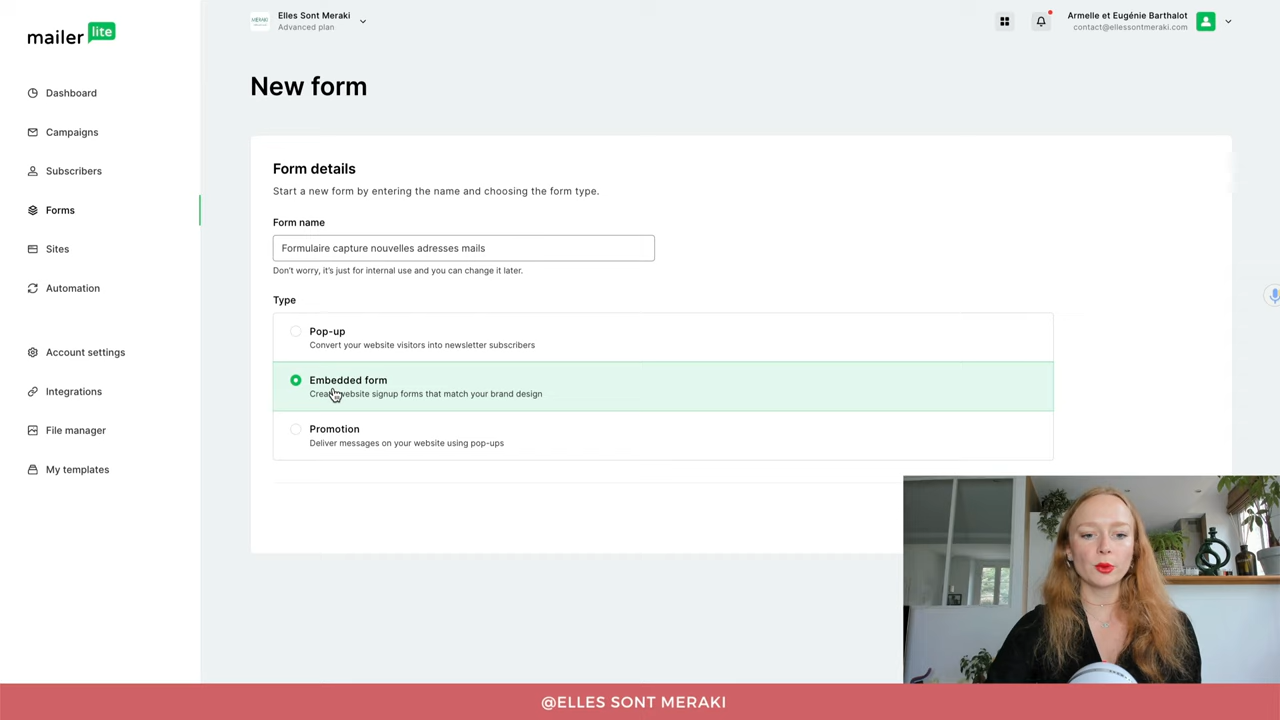 mailer lite
Elles Sont Meraki
Advanced plan
MERAKI
Armelle et Eugénie Barthalot
contact@ellessontmeraki.com
Dashboard
Campaigns
Subscribers
Forms
Sites
Automation
Account settings
Integrations
File manager
My templates
New form
Form details
Start a new form by entering the name and choosing the form type.
Form name
Formulaire capture nouvelles adresses mails
Don't worry, it's just for internal use and you can change it later.
Type
Pop-up
Convert your website visitors into newsletter subscribers
Embedded form
Create website signup forms that match your brand design
Promotion
Deliver messages on your website using pop-ups
@ELLES SONT MERAKI